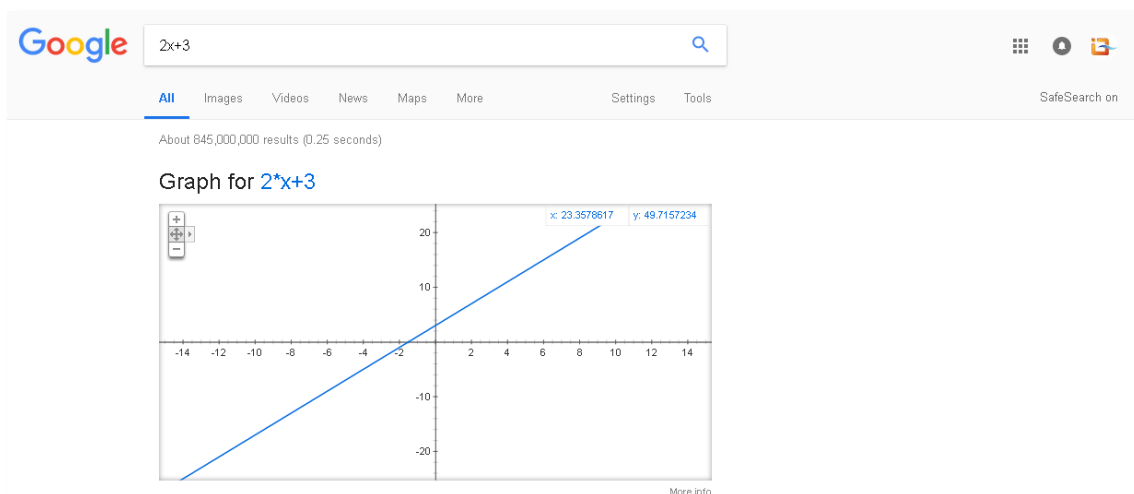 Google 2x+3
All Images Videos News Maps More Settings Tools SafeSearch on
About 845,000,000 results (0.25 seconds)
Graph for 2*x+3
x: 23.3578617 y: 49.7157234
20
10
-14 -12 -10 -8 -6 -4 -2 2 4 6 8 10 12 14
-10
-20
More info